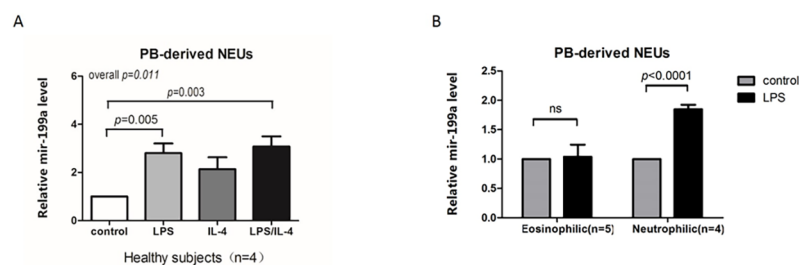 A
PB-derived NEUs
overall p=0.011
p=0.003
p=0.005
Relative mir-199a level
6
4
2
0
control LPS IL-4 LPS/IL-4
Healthy subjects (n=4)
B
PB-derived NEUs
p<0.0001
ns
control
LPS
Relative mir-199a level
2.5
2.0
1.5
1.0
0.5
0.0
Eosinophilic(n=5) Neutrophilic(n=4)